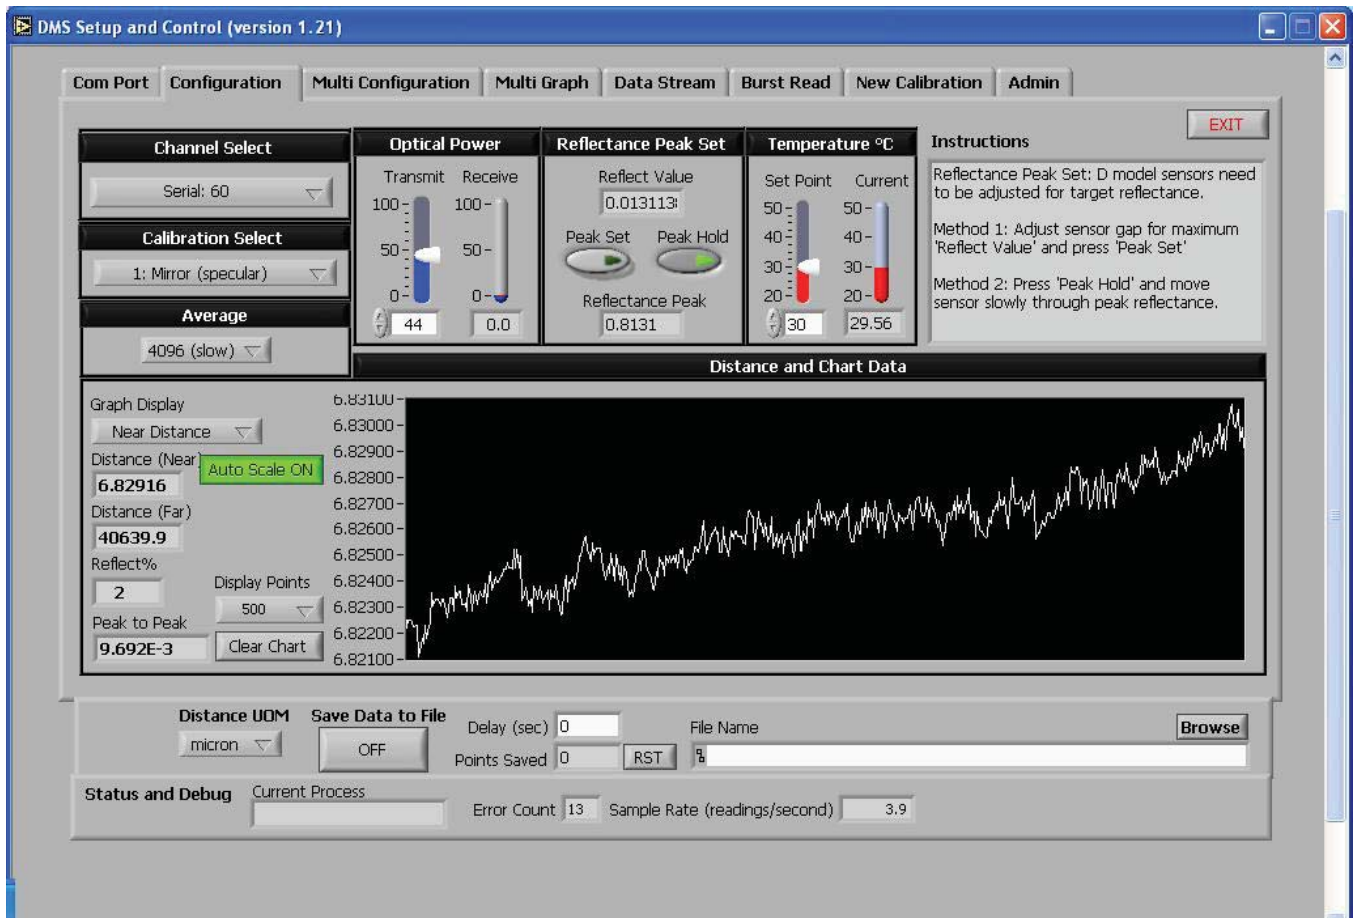 DMS Setup and Control (version 1.21)
Com Port
Configuration
Multi Configuration
Multi Graph
Data Stream
Burst Read
New Calibration
Admin
EXIT
Channel Select
Serial: 60
Calibration Select
1: Mirror (specular)
Average
4096 (slow)
Optical Power
Transmit Receive
100 100
50 50
0 0
44 0.0
Reflectance Peak Set
Reflect Value
0.013113
Peak Set Peak Hold
Reflectance Peak
0.8131
Temperature ºC
Set Point Current
50 50
40 40
30 30
20 20
30 29.56
Instructions
Reflectance Peak Set: D model sensors need
to be adjusted for target reflectance.
Method 1: Adjust sensor gap for maximum
'Reflect Value' and press 'Peak Set'
Method 2: Press 'Peak Hold' and move
sensor slowly through peak reflectance.
Distance and Chart Data
Graph Display
Near Distance
Distance (Near)
Auto Scale ON
6.82916
Distance (Far)
40639.9
Reflect%
2
Display Points
500
Peak to Peak
9.692E-3
Clear Chart
6.83100
6.83000
6.82900
6.82800
6.82700
6.82600
6.82500
6.82400
6.82300
6.82200
6.82100
Distance UOM
micron
Save Data to File
OFF
Delay (sec) 0
Points Saved 0 RST
File Name
Browse
Status and Debug
Current Process
Error Count 13
Sample Rate (readings/second) 3.9